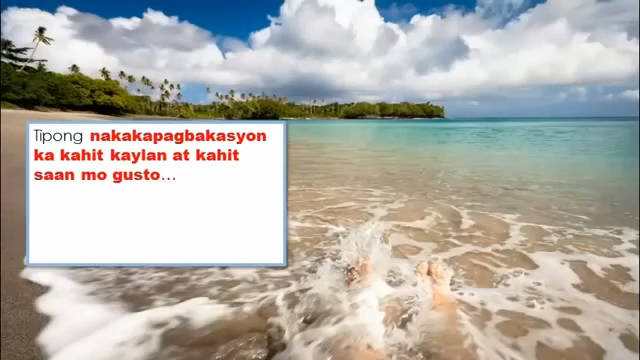 Tipong nakakapagbakasyon
ka kahit kaylan at kahit
saan mo gusto…